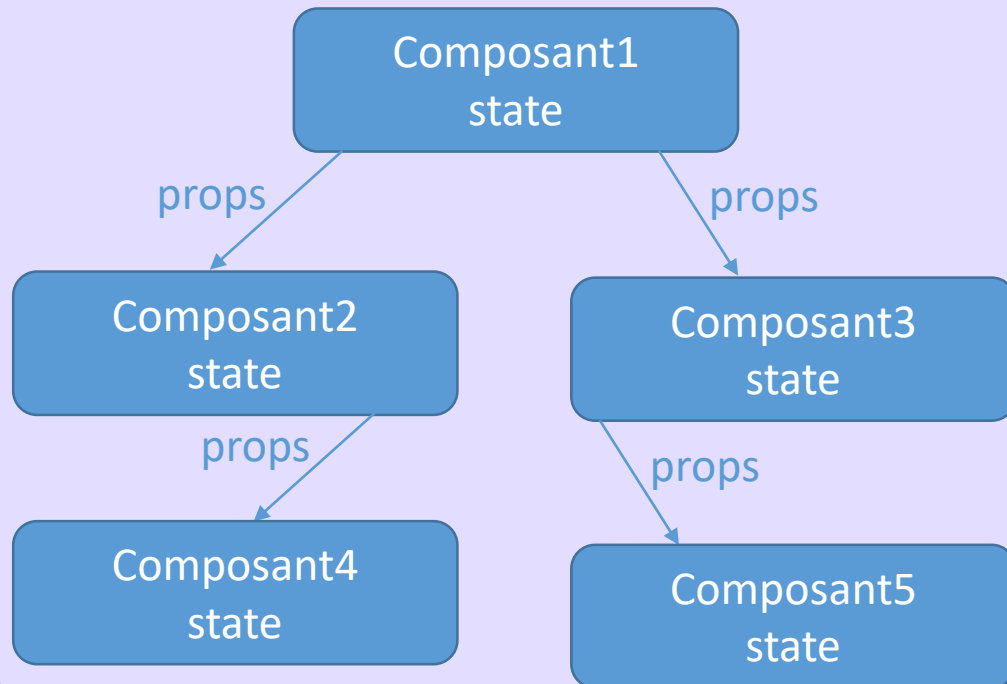 Composant1
state
props
props
Composant2
state
Composant3
state
props
props
Composant4
state
Composant5
state